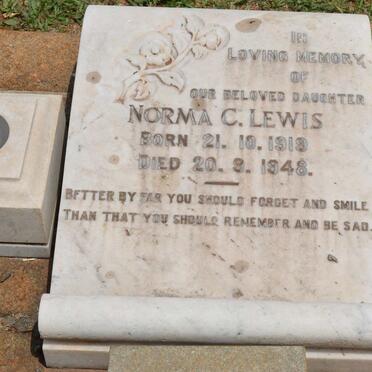 IN
LOVING MEMORY
OF
OUR BELOVED DAUGHTER
NORMA C. LEWIS
BORN 21. 10. 1919
DIED 20. 9. 1948.
BETTER BY FAR YOU SHOULD FORGET AND SMILE
THAN THAT YOU SHOULD REMEMBER AND BE SAD.